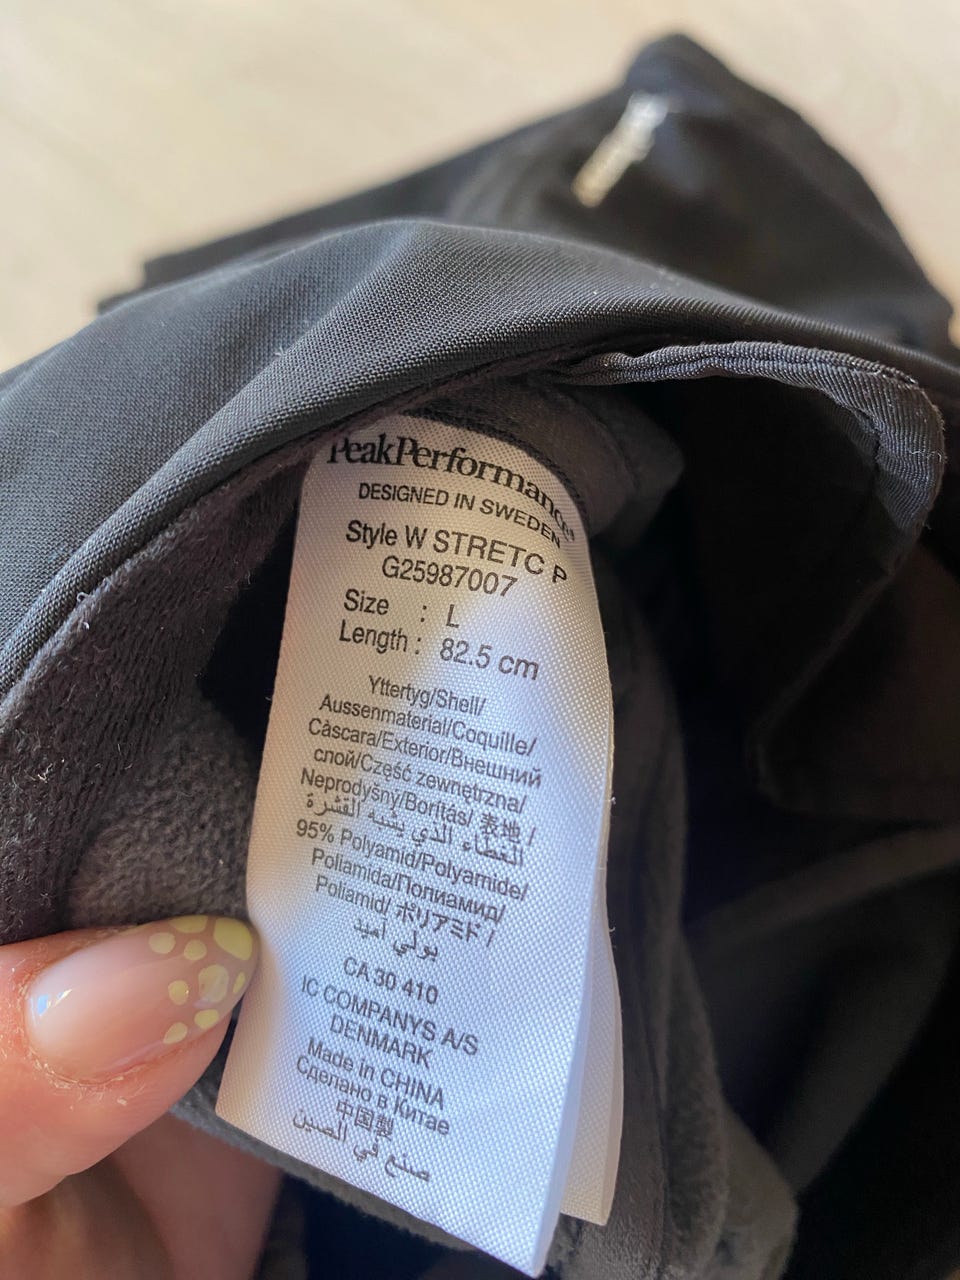 PeakPerformance®
DESIGNED IN SWEDEN
Style W STRETC P
G25987007
Size : L
Length : 82.5 cm
Yttertyg/Shell/
Aussenmaterial/Coquille/
Càscara/Exterior/Внешний
слой/Część zewnętrzna/
Neprodyšný/Borítás/ 表地 /
الغطاء الذي يشبه القشرة
95% Polyamid/Polyamide/
Poliamida/Полиамид/
Poliamid/ ポリアミド /
بولي أميد
CA 30 410
IC COMPANYS A/S
DENMARK
Made in CHINA
Сделано в Китае
中国製
صنع في الصين